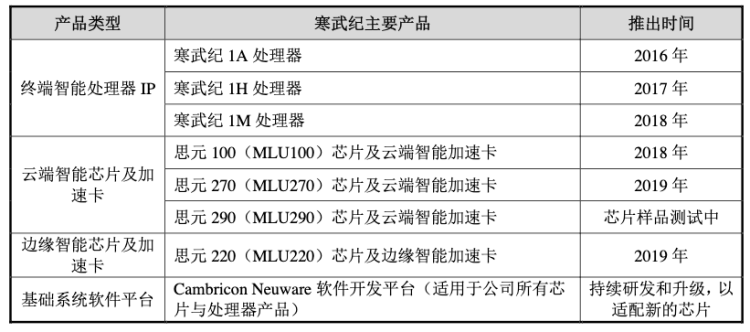 产品类型 寒武纪主要产品 推出时间
终端智能处理器 IP
寒武纪 1A 处理器 2016 年
寒武纪 1H 处理器 2017 年
寒武纪 1M 处理器 2018 年
云端智能芯片及加
速卡
思元 100（MLU100）芯片及云端智能加速卡 2018 年
思元 270（MLU270）芯片及云端智能加速卡 2019 年
思元 290（MLU290）芯片及云端智能加速卡 芯片样品测试中
边缘智能芯片及加
速卡
思元 220（MLU220）芯片及边缘智能加速卡 2019 年
基础系统软件平台
Cambricon Neuware 软件开发平台（适用于公司所有芯
片与处理器产品）
持续研发和升级，以
适配新的芯片